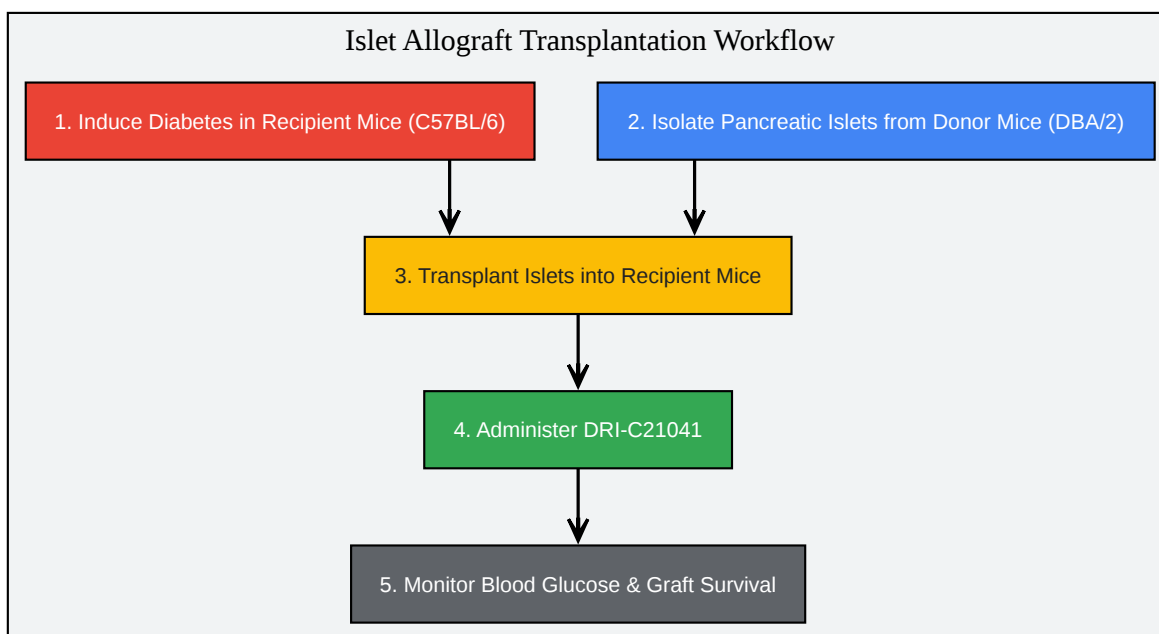 Islet Allograft Transplantation Workflow
1. Induce Diabetes in Recipient Mice (C57BL/6)
2. Isolate Pancreatic Islets from Donor Mice (DBA/2)
3. Transplant Islets into Recipient Mice
4. Administer DRI-C21041
5. Monitor Blood Glucose & Graft Survival